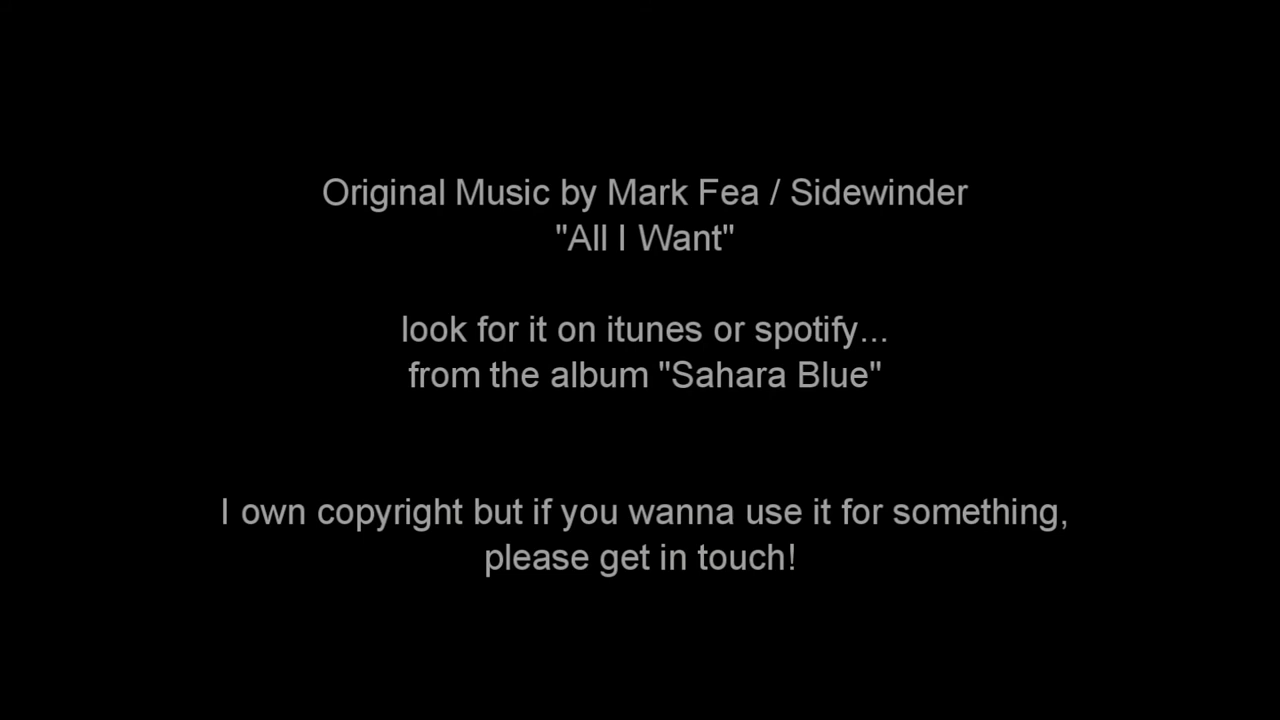 Original Music by Mark Fea / Sidewinder
"All I Want"
look for it on itunes or spotify...
from the album "Sahara Blue"
I own copyright but if you wanna use it for something,
please get in touch!